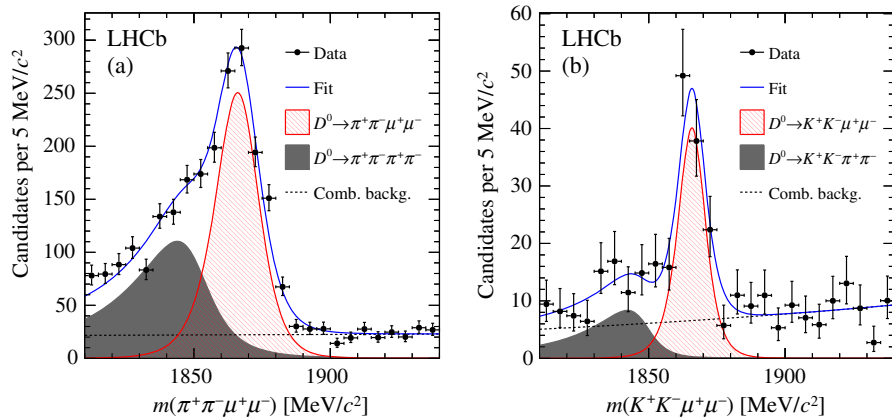 LHCb
(a)
Data
Fit
D⁰→π⁺π⁻μ⁺μ⁻
D⁰→π⁺π⁻π⁺π⁻
Comb. backg.
Candidates per 5 MeV/c²
300
250
200
150
100
50
0
1850
1900
m(π⁺π⁻μ⁺μ⁻) [MeV/c²]
LHCb
(b)
Data
Fit
D⁰→K⁺K⁻μ⁺μ⁻
D⁰→K⁺K⁻π⁺π⁻
Comb. backg.
Candidates per 5 MeV/c²
60
50
40
30
20
10
0
1850
1900
m(K⁺K⁻μ⁺μ⁻) [MeV/c²]